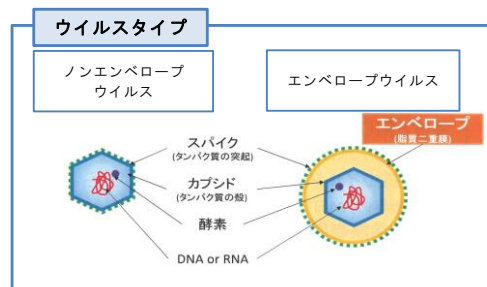 ウイルスタイプ
ノンエンベロープ
ウイルス
エンベロープウイルス
エンベロープ
(脂質二重膜)
スパイク
(タンパク質の突起)
カプシド
(タンパク質の殻)
酵素
DNA or RNA